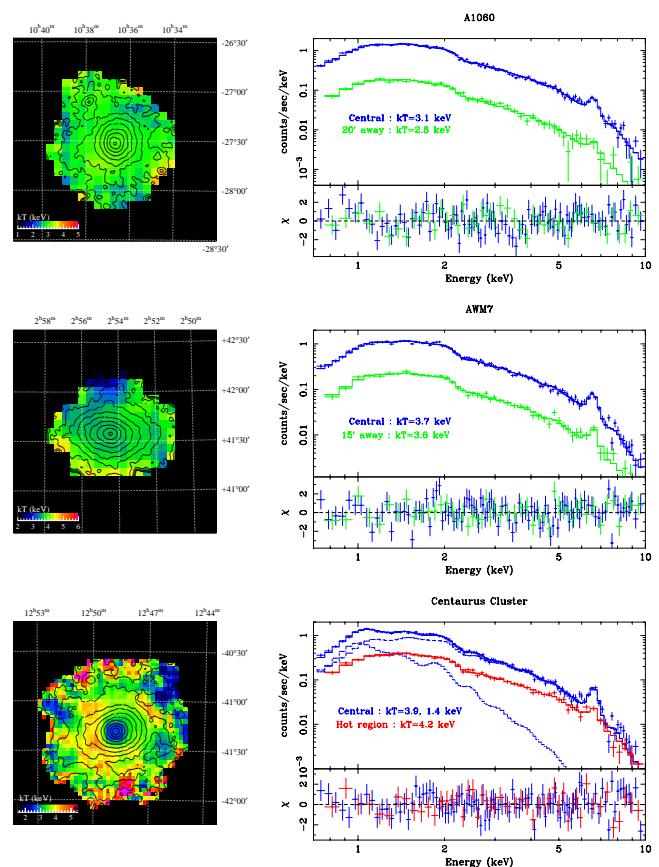 A1060
10ʰ40ᵐ 10ʰ38ᵐ 10ʰ36ᵐ 10ʰ34ᵐ
-26°30′
-27°00′
-27°30′
-28°00′
-28°30′
kT (keV)
1 2 3 4 5
counts/sec/keV
1
0.1
0.01
10⁻³
Central : kT=3.1 keV
20' away : kT=2.8 keV
χ
2
0
−2
1 2 5 10
Energy (keV)
AWM7
2ʰ58ᵐ 2ʰ56ᵐ 2ʰ54ᵐ 2ʰ52ᵐ 2ʰ50ᵐ
+42°30′
+42°00′
+41°30′
+41°00′
kT (keV)
2 3 4 5 6
counts/sec/keV
1
0.1
0.01
Central : kT=3.7 keV
15' away : kT=3.6 keV
χ
2
0
−2
1 2 5 10
Energy (keV)
Centaurus Cluster
12ʰ53ᵐ 12ʰ50ᵐ 12ʰ47ᵐ 12ʰ44ᵐ
-40°30′
-41°00′
-41°30′
-42°00′
kT (keV)
2 3 4 5
counts/sec/keV
1
0.1
0.01
10⁻³
Central : kT=3.9, 1.4 keV
Hot region : kT=4.2 keV
χ
2
0
−2
1 2 5 10
Energy (keV)